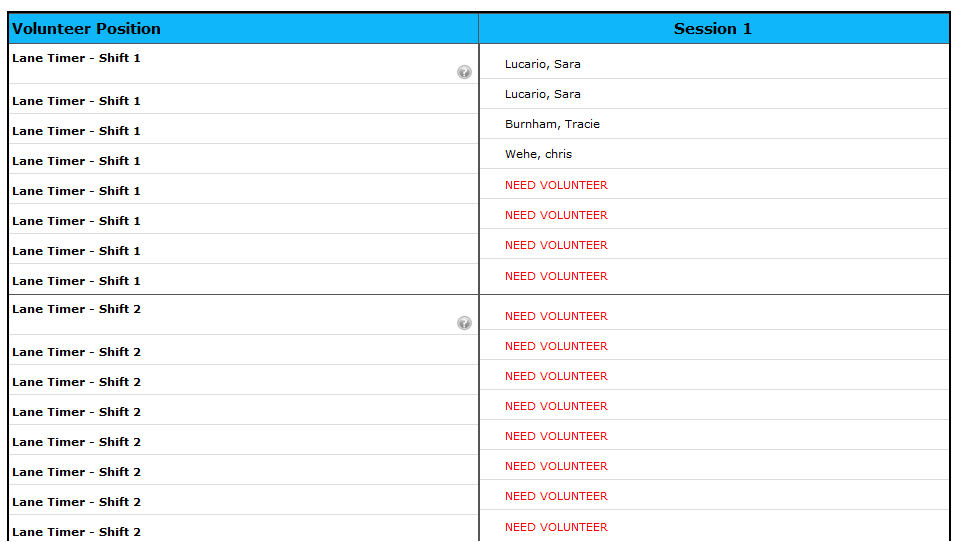 Volunteer Position Session 1
Lane Timer - Shift 1 Lucario, Sara
?
Lane Timer - Shift 1 Lucario, Sara
Lane Timer - Shift 1 Burnham, Tracie
Lane Timer - Shift 1 Wehe, chris
Lane Timer - Shift 1 NEED VOLUNTEER
Lane Timer - Shift 1 NEED VOLUNTEER
Lane Timer - Shift 1 NEED VOLUNTEER
Lane Timer - Shift 1 NEED VOLUNTEER
Lane Timer - Shift 2 NEED VOLUNTEER
?
Lane Timer - Shift 2 NEED VOLUNTEER
Lane Timer - Shift 2 NEED VOLUNTEER
Lane Timer - Shift 2 NEED VOLUNTEER
Lane Timer - Shift 2 NEED VOLUNTEER
Lane Timer - Shift 2 NEED VOLUNTEER
Lane Timer - Shift 2 NEED VOLUNTEER
Lane Timer - Shift 2 NEED VOLUNTEER